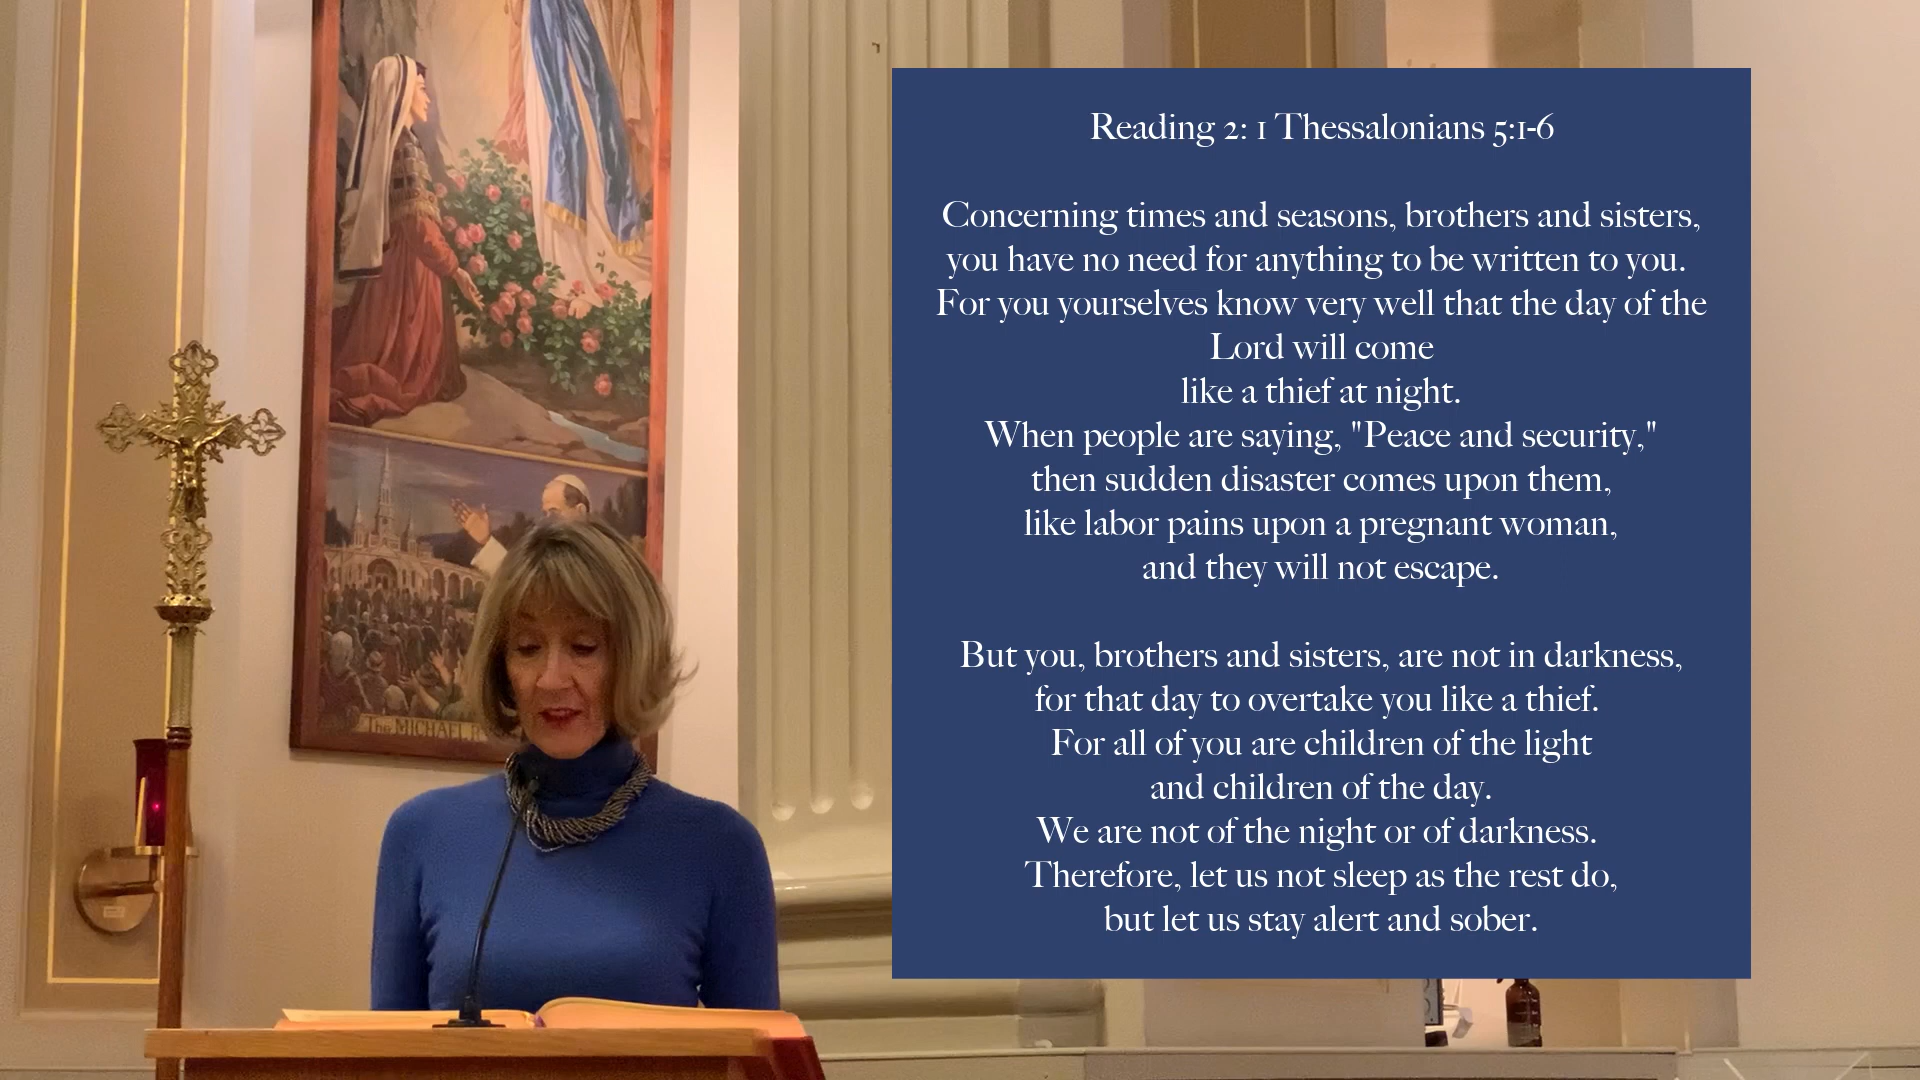 Reading 2: 1 Thessalonians 5:1-6
Concerning times and seasons, brothers and sisters,
you have no need for anything to be written to you.
For you yourselves know very well that the day of the
Lord will come
like a thief at night.
When people are saying, "Peace and security,"
then sudden disaster comes upon them,
like labor pains upon a pregnant woman,
and they will not escape.
But you, brothers and sisters, are not in darkness,
for that day to overtake you like a thief.
For all of you are children of the light
and children of the day.
We are not of the night or of darkness.
Therefore, let us not sleep as the rest do,
but let us stay alert and sober.
The MICHAEL